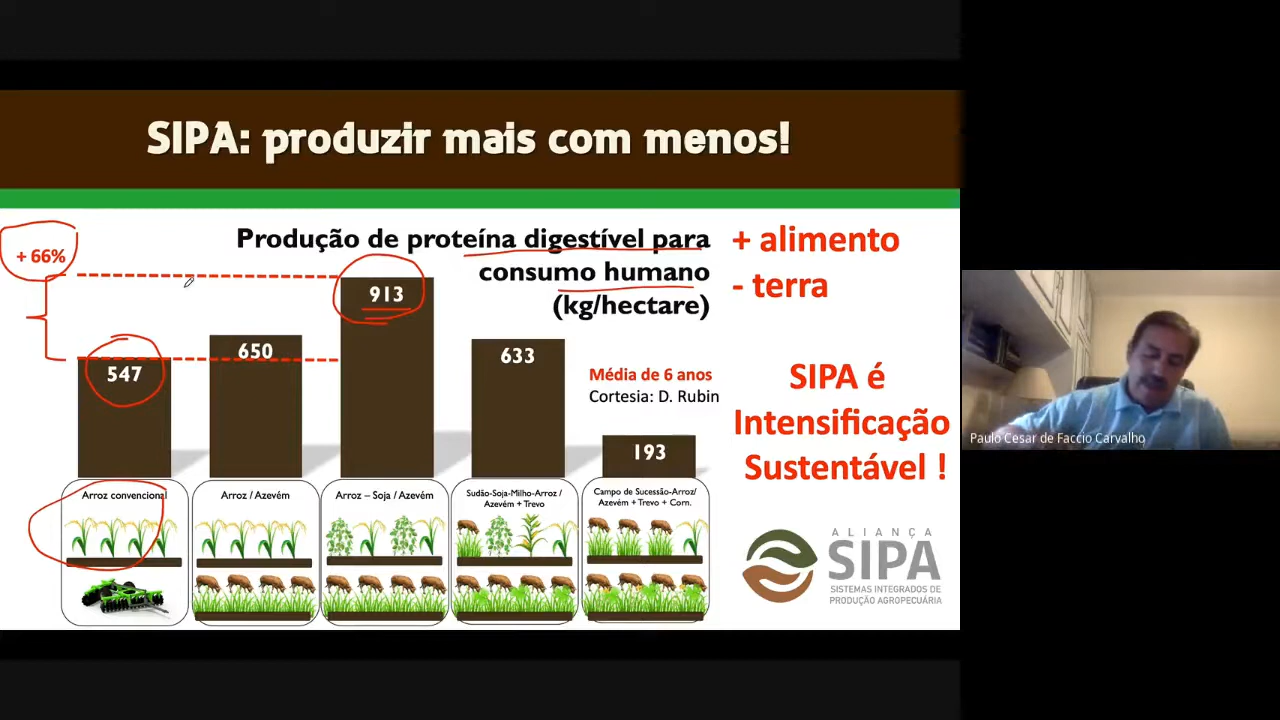 SIPA: produzir mais com menos!
+ 66%
Produção de proteína digestível para
consumo humano
(kg/hectare)
547
650
913
633
193
Média de 6 anos
Cortesia: D. Rubin
Arroz convencional
Arroz / Azevém
Arroz – Soja / Azevém
Sudão-Soja-Milho-Arroz /
Azevém + Trevo
Campo de Sucessão-Arroz/
Azevém + Trevo + Corn.
+ alimento
- terra
SIPA é
Intensificação
Sustentável !
ALIANÇA
SIPA
SISTEMAS INTEGRADOS DE
PRODUÇÃO AGROPECUÁRIA
Paulo Cesar de Faccio Carvalho